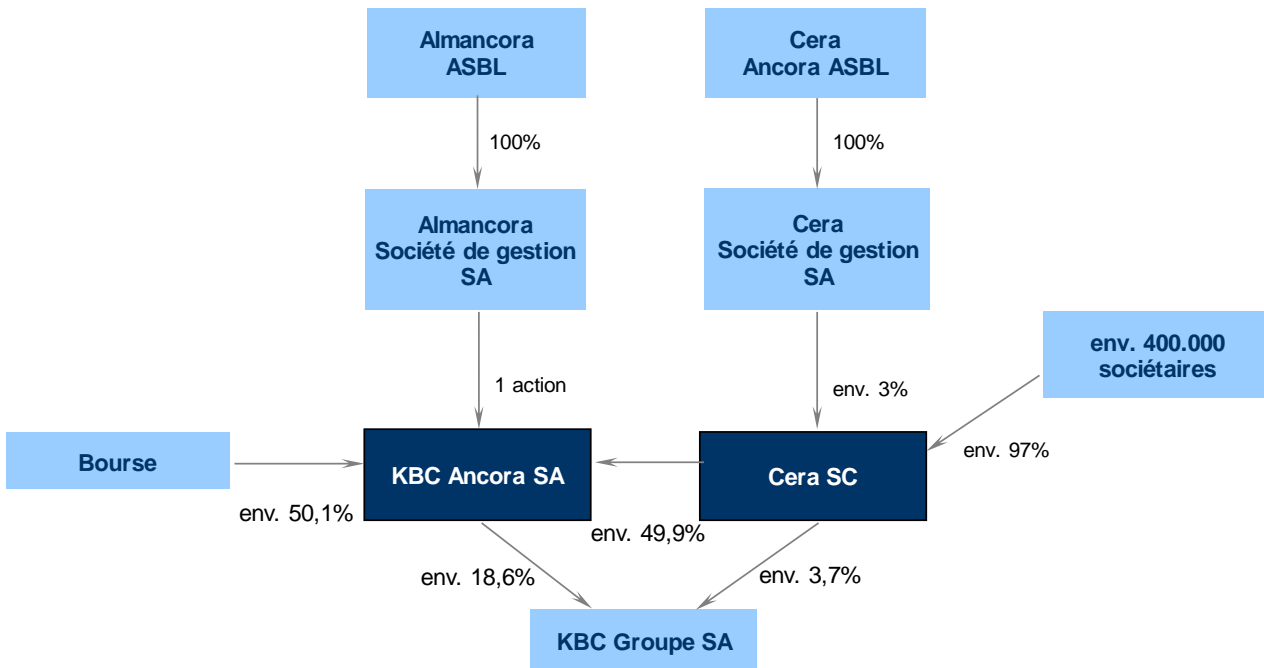 Almancora
ASBL
Cera
Ancora ASBL
100%
100%
Almancora
Société de gestion
SA
Cera
Société de gestion
SA
env. 400.000
sociétaires
1 action
env. 3%
env. 97%
Bourse
KBC Ancora SA
Cera SC
env. 50,1%
env. 49,9%
env. 18,6%
env. 3,7%
KBC Groupe SA